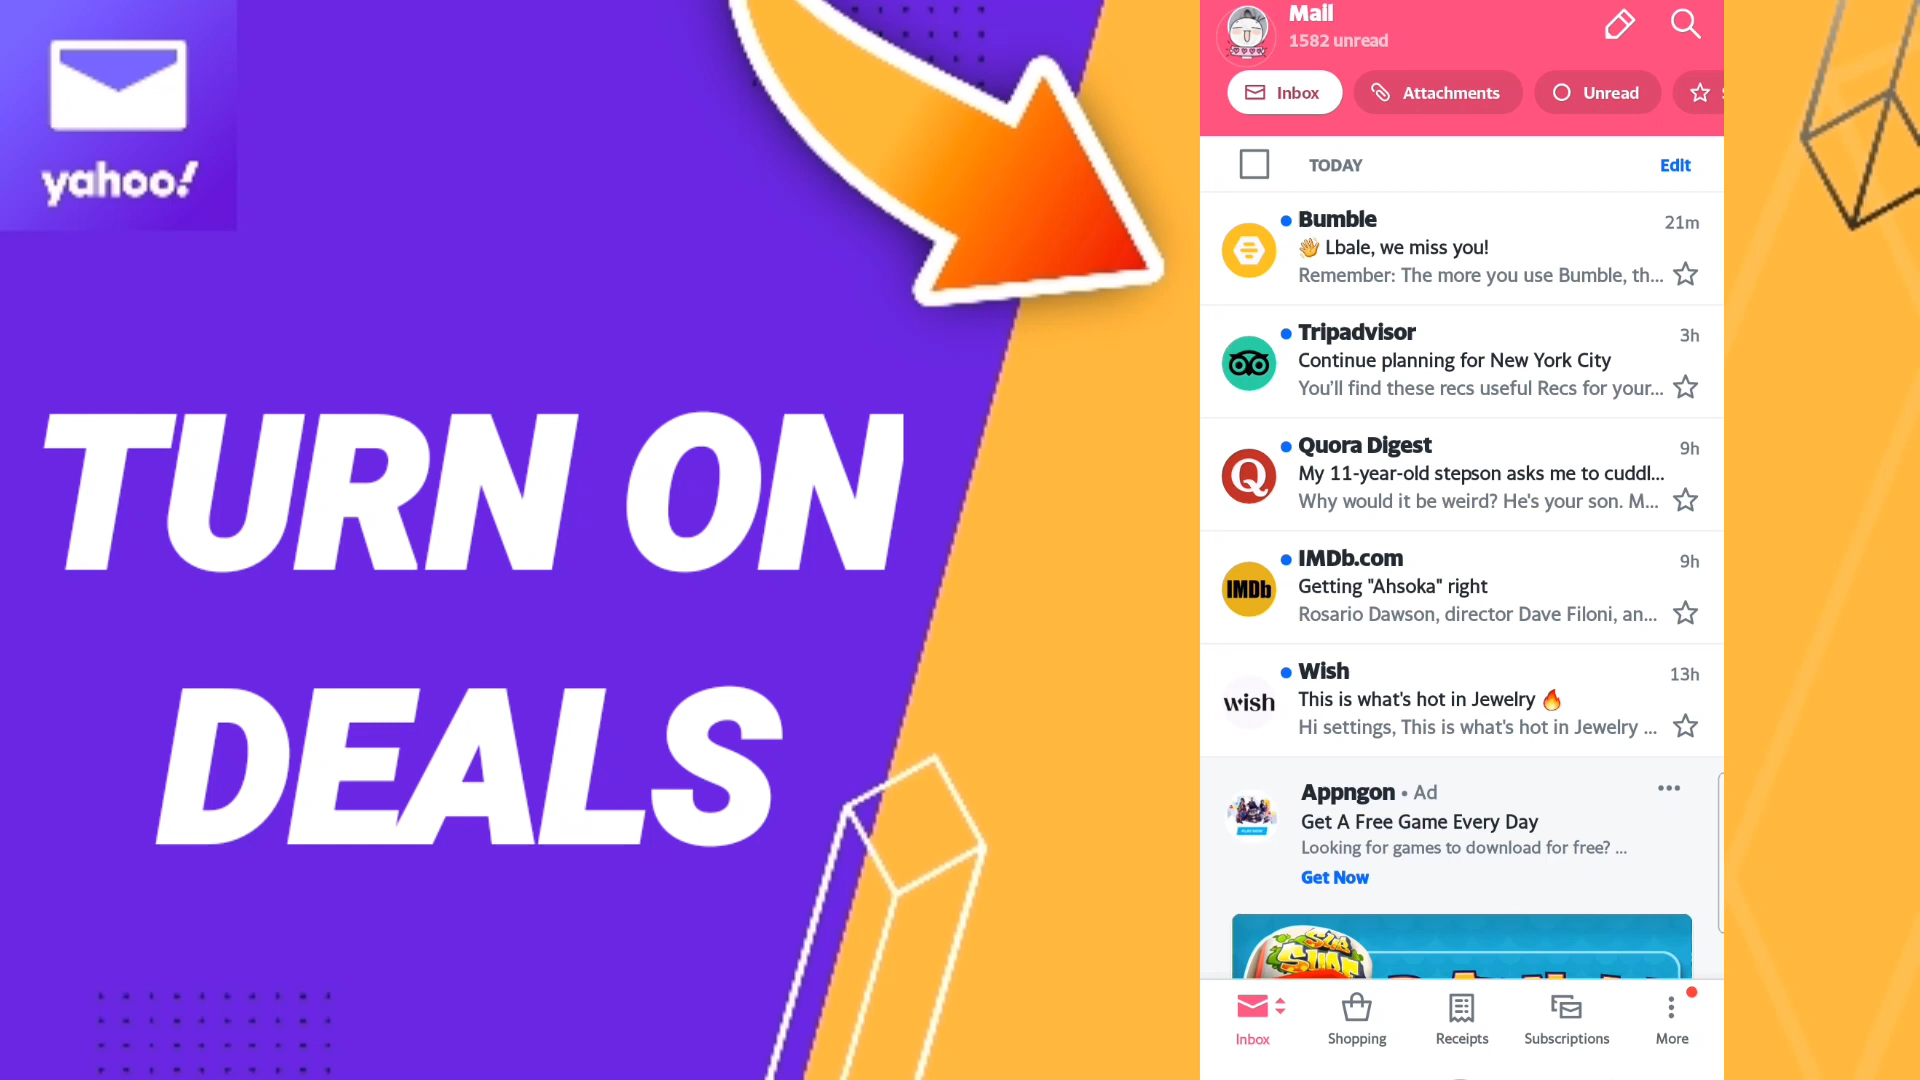 yahoo!
TURN ON
DEALS
Mail
1582 unread
Inbox
Attachments
Unread
TODAY
Edit
Bumble
21m
👋 Lbale, we miss you!
Remember: The more you use Bumble, th...
Tripadvisor
3h
Continue planning for New York City
You'll find these recs useful Recs for your...
Quora Digest
9h
My 11-year-old stepson asks me to cuddl...
Why would it be weird? He's your son. M...
IMDb
IMDb.com
9h
Getting "Ahsoka" right
Rosario Dawson, director Dave Filoni, an...
wish
Wish
13h
This is what's hot in Jewelry 🔥
Hi settings, This is what's hot in Jewelry ...
Appngon • Ad
Get A Free Game Every Day
Looking for games to download for free? ...
Get Now
Inbox
Shopping
Receipts
Subscriptions
More